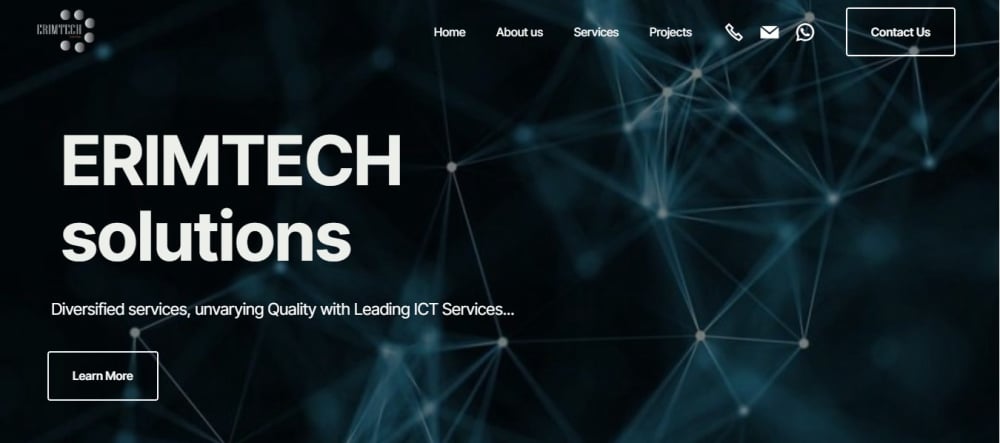 ERIMTECH
Home About us Services Projects Contact Us
ERIMTECH
solutions
Diversified services, unvarying Quality with Leading ICT Services...
Learn More